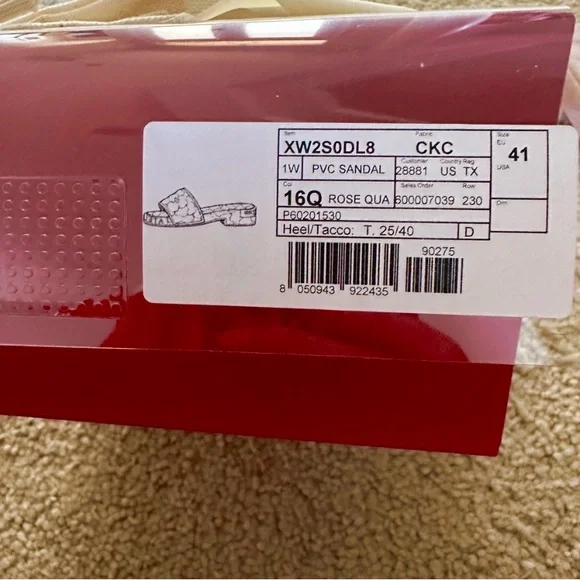 Item Fabric Size
XW2S0DL8 CKC EU 41
Customer Country Reg USA
1W PVC SANDAL 28881 US TX
Col Sales Order Row
16Q ROSE QUA 600007039 230
P60201530
Heel/Tacco: T. 25/40 D
90275
8 050943 922435